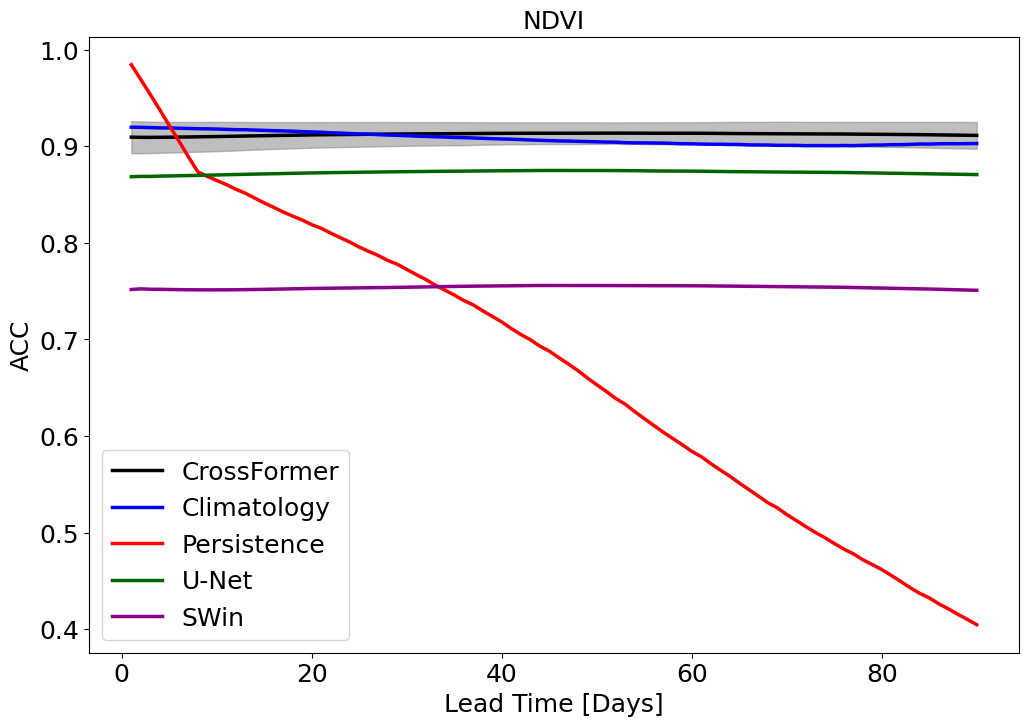 NDVI
ACC
1.0
0.9
0.8
0.7
0.6
0.5
0.4
CrossFormer
Climatology
Persistence
U-Net
SWin
0 20 40 60 80
Lead Time [Days]